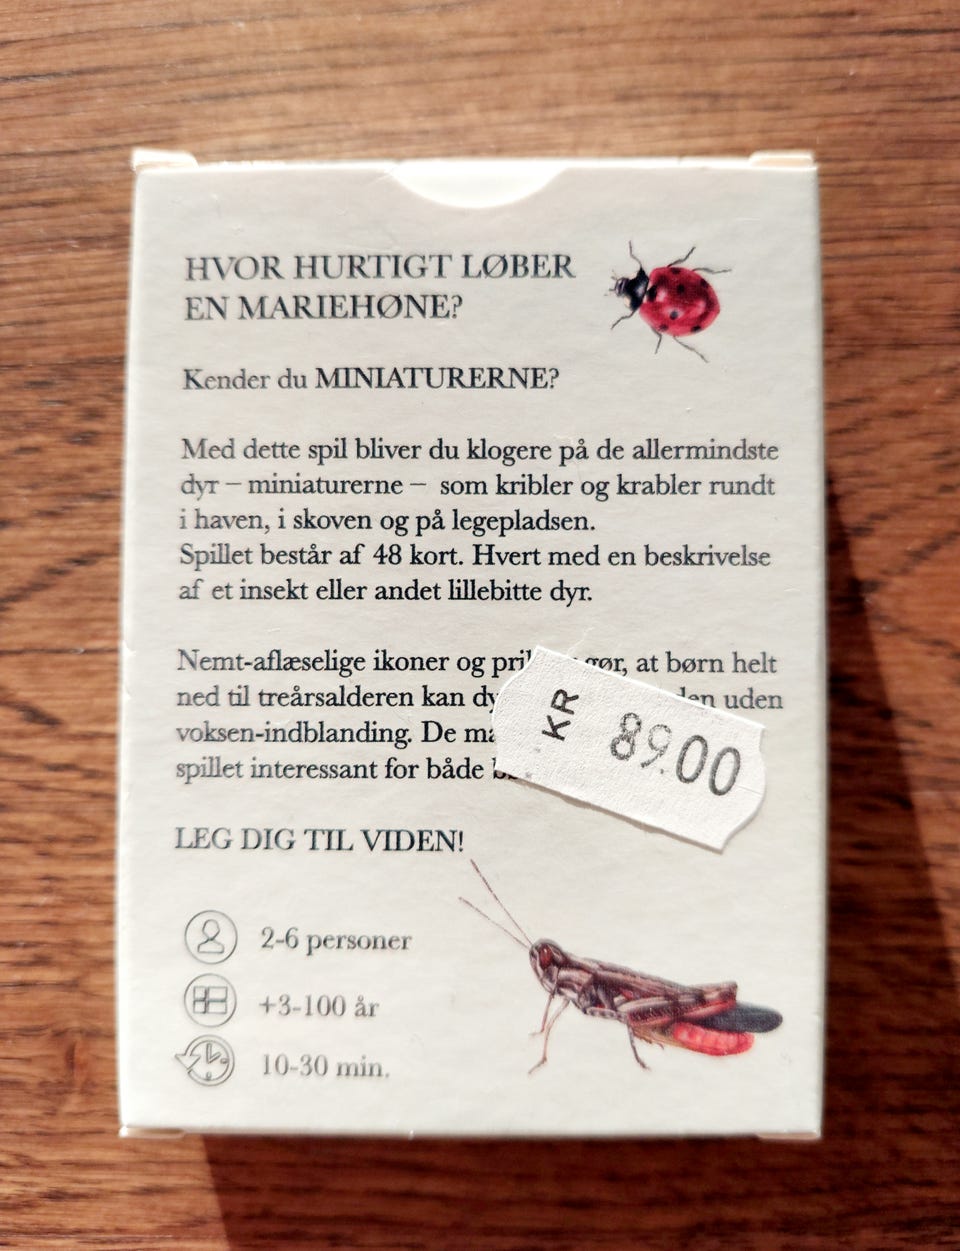 HVOR HURTIGT LØBER
EN MARIEHØNE?
Kender du MINIATURERNE?
Med dette spil bliver du klogere på de allermindste
dyr – miniaturerne – som kribler og krabler rundt
i haven, i skoven og på legepladsen.
Spillet består af 48 kort. Hvert med en beskrivelse
af et insekt eller andet lillebitte dyr.
Nemt-aflæselige ikoner og gør, at børn helt
ned til treårsalderen kan uden
voksen-indblanding. De
spillet interessant for både
KR 89.00
LEG DIG TIL VIDEN!
2-6 personer
+3-100 år
10-30 min.